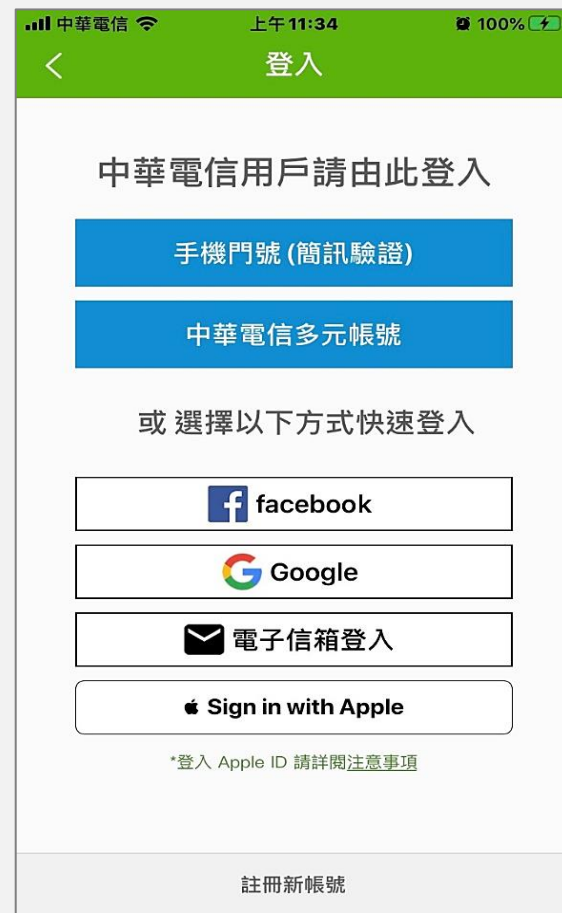 中華電信 上午11:34 100%
登入
中華電信用戶請由此登入
手機門號 (簡訊驗證)
中華電信多元帳號
或 選擇以下方式快速登入
facebook
Google
電子信箱登入
Sign in with Apple
*登入 Apple ID 請詳閱注意事項
註冊新帳號